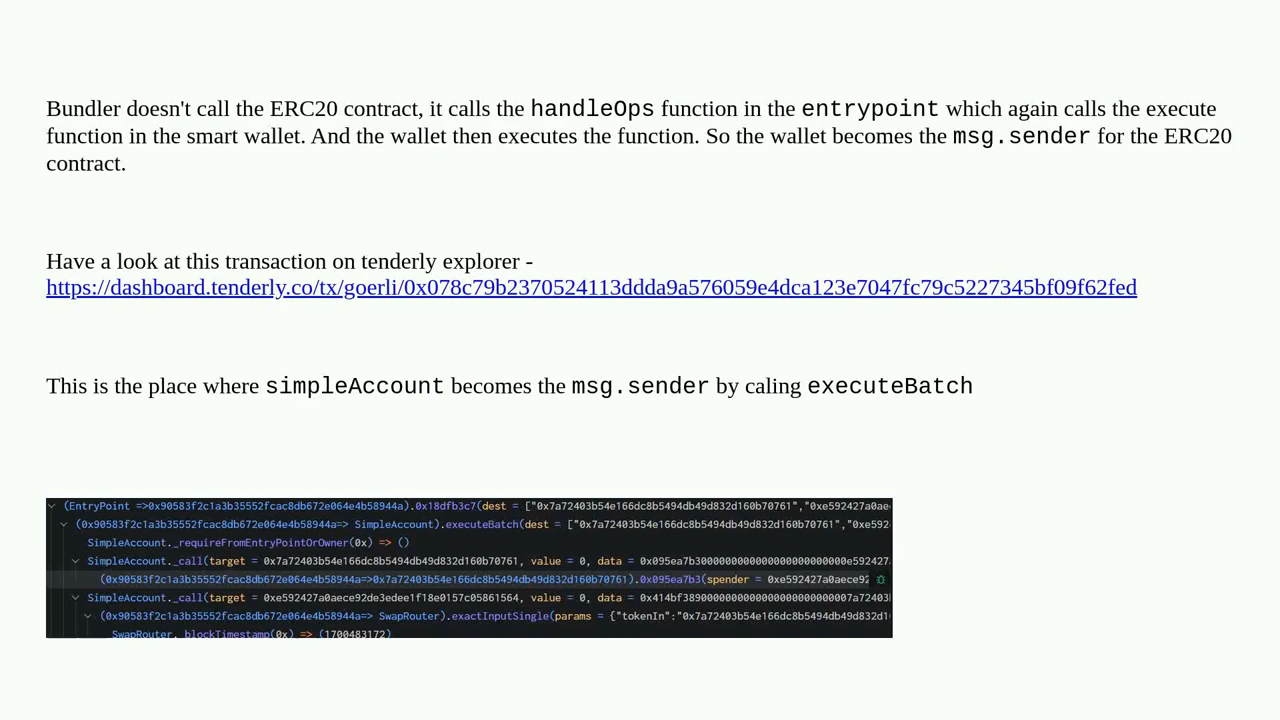 Bundler doesn't call the ERC20 contract, it calls the handleOps function in the entrypoint which again calls the execute
function in the smart wallet. And the wallet then executes the function. So the wallet becomes the msg.sender for the ERC20
contract.
Have a look at this transaction on tenderly explorer -
https://dashboard.tenderly.co/tx/goerli/0x078c79b2370524113ddda9a576059e4dca123e7047fc79c5227345bf09f62fed
This is the place where simpleAccount becomes the msg.sender by caling executeBatch
(EntryPoint =>0x90583f2c1a3b35552fcac8db672e064e4b58944a).0x18dfb3c7(dest = ["0x7a72403b54e166dc8b5494db49d832d160b70761","0xe592427a0ae
(0x90583f2c1a3b35552fcac8db672e064e4b58944a=> SimpleAccount).executeBatch(dest = ["0x7a72403b54e166dc8b5494db49d832d160b70761","0xe592
SimpleAccount._requireFromEntryPointOrOwner(0x) => ()
SimpleAccount._call(target = 0x7a72403b54e166dc8b5494db49d832d160b70761, value = 0, data =
(0x90583f2c1a3b35552fcac8db672e064e4b58944a=>0x7a72403b54e166dc8b5494db49d832d160b70761).0x095ea7b3(spender = 0xe592427a0aece92
SimpleAccount._call(target = 0xe592427a0aece92de3edee1f18e0157c05861564, value = 0, data =
(0x90583f2c1a3b35552fcac8db672e064e4b58944a=> SwapRouter).exactInputSingle(params = {"tokenIn":"0x7a72403b54e166dc8b5494db49d832d1
SwapRouter._blockTimestamp(0x) => (1700483172)